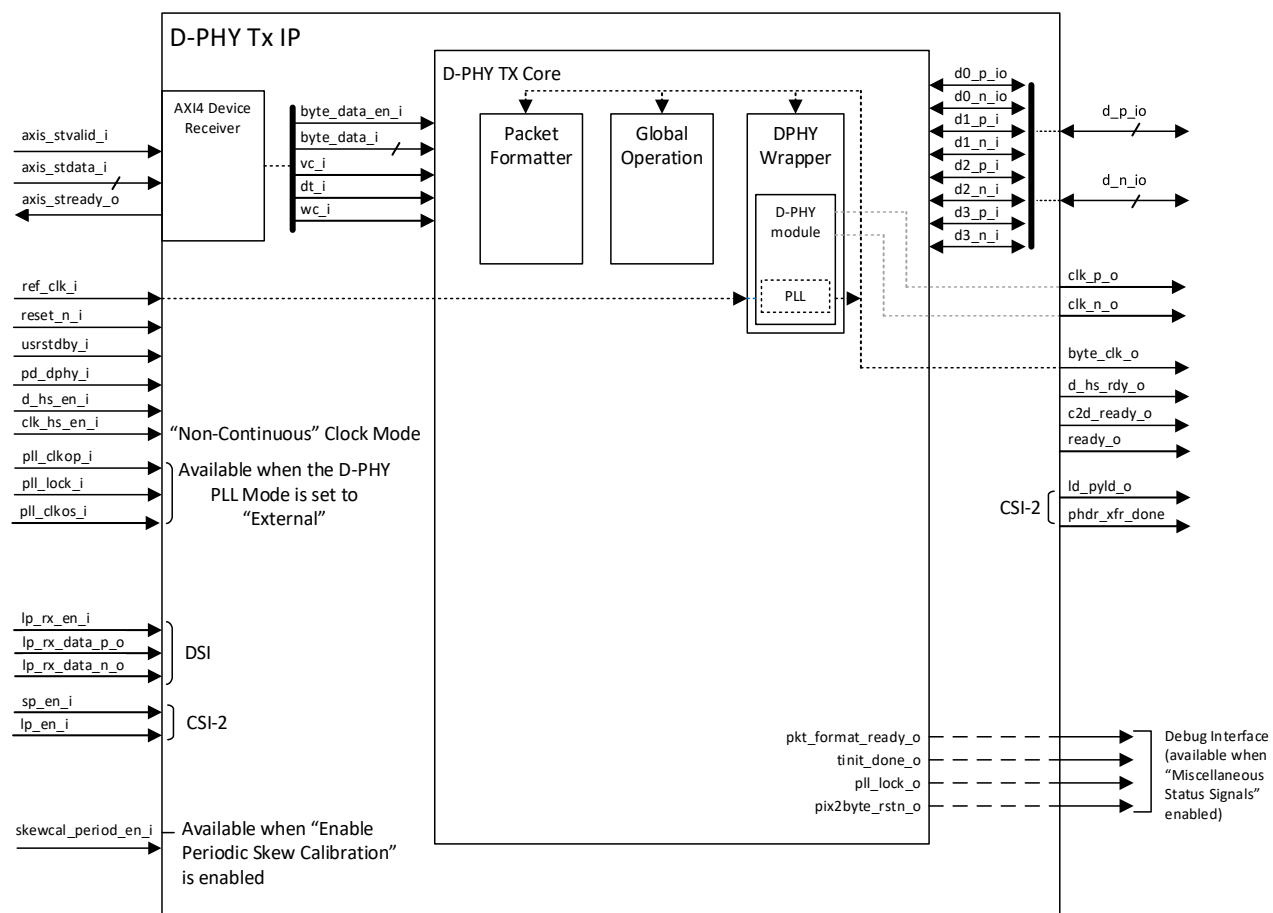 D-PHY Tx IP
AXI4 Device
Receiver
axis_stvalid_i
axis_stdata_i
axis_stready_o
byte_data_en_i
byte_data_i
vc_i
dt_i
wc_i
D-PHY TX Core
Packet
Formatter
Global
Operation
DPHY
Wrapper
D-PHY
module
PLL
d0_p_io
d0_n_io
d1_p_i
d1_n_i
d2_p_i
d2_n_i
d3_p_i
d3_n_i
d_p_io
d_n_io
ref_clk_i
reset_n_i
usrstdby_i
pd_dphy_i
d_hs_en_i
clk_hs_en_i
"Non-Continuous" Clock Mode
pll_clkop_i
pll_lock_i
pll_clkos_i
Available when the D-PHY
PLL Mode is set to
“External”
clk_p_o
clk_n_o
byte_clk_o
d_hs_rdy_o
c2d_ready_o
ready_o
CSI-2
ld_pyld_o
phdr_xfr_done
lp_rx_en_i
lp_rx_data_p_o
lp_rx_data_n_o
DSI
sp_en_i
lp_en_i
CSI-2
pkt_format_ready_o
tinit_done_o
pll_lock_o
pix2byte_rstn_o
Debug Interface
(available when
“Miscellaneous
Status Signals”
enabled)
skewcal_period_en_i
Available when “Enable
Periodic Skew Calibration”
is enabled